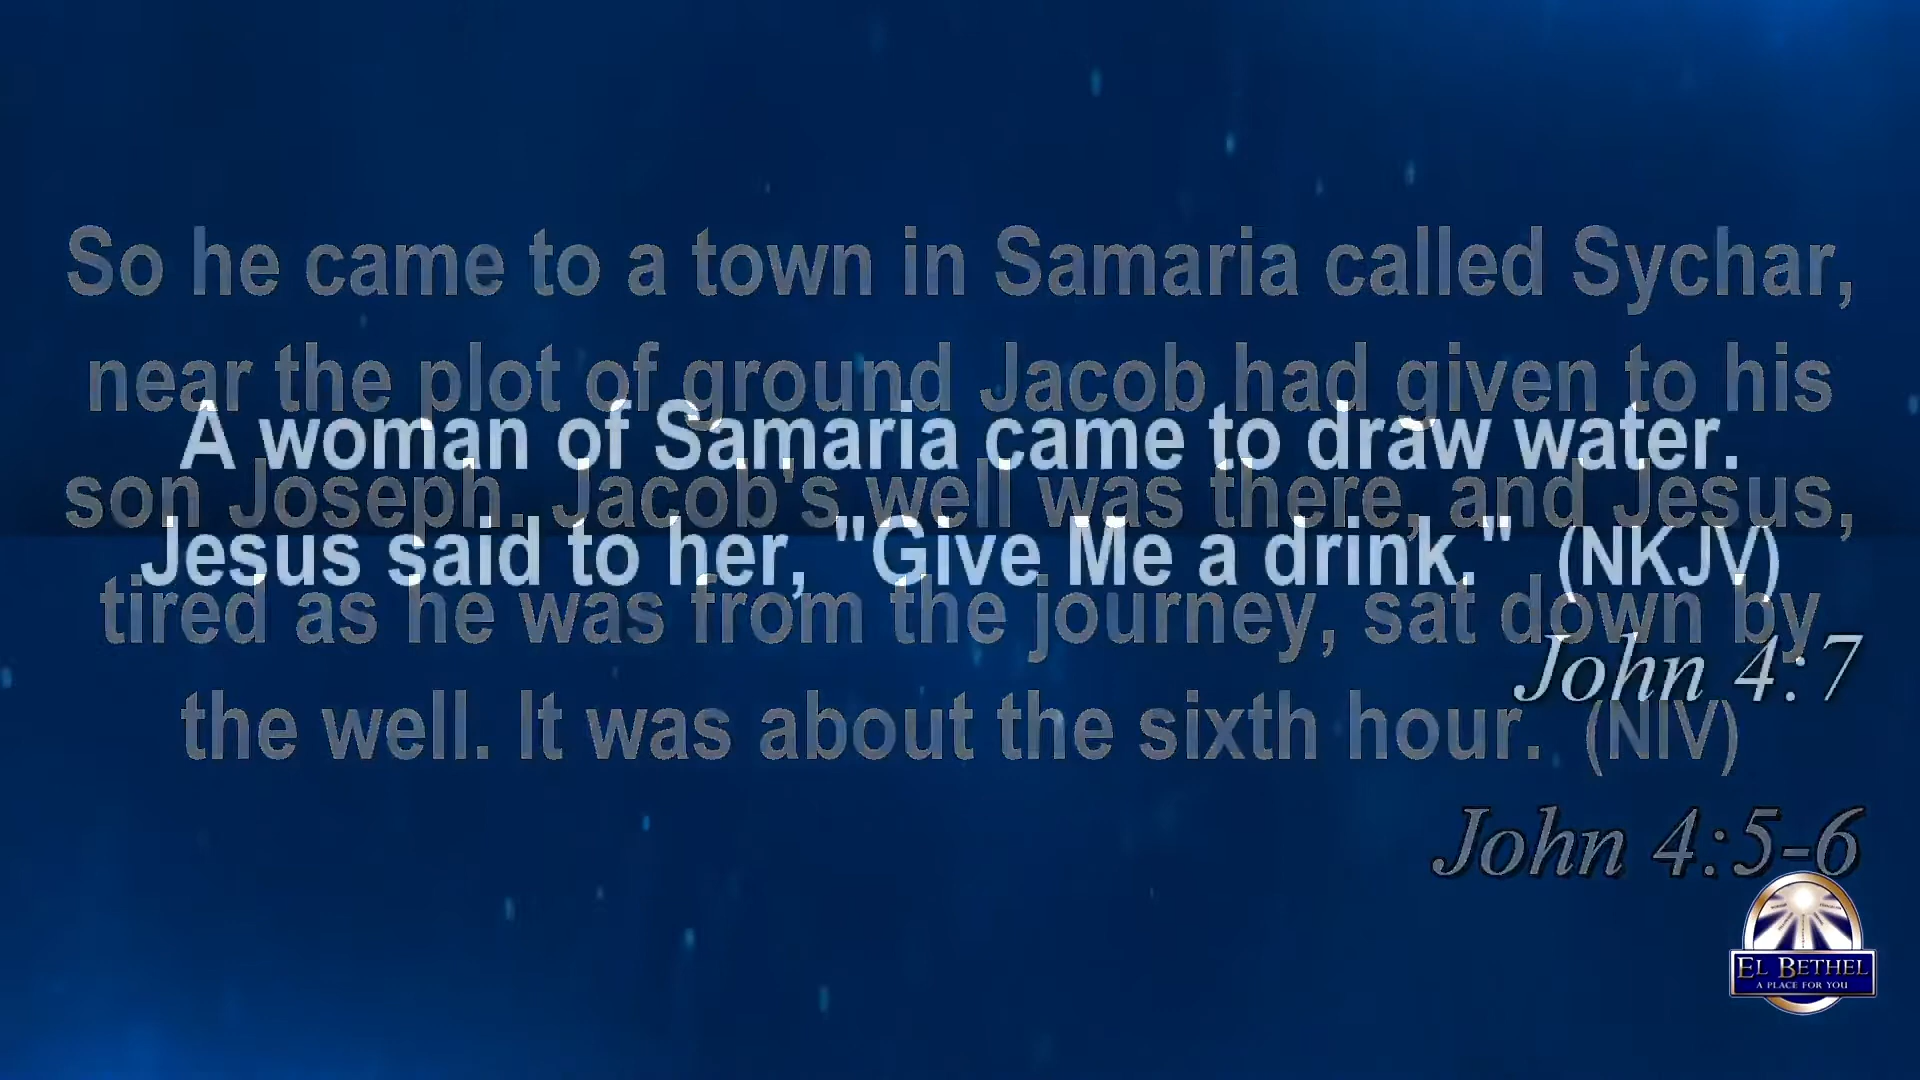 So he came to a town in Samaria called Sychar,
near the plot of ground Jacob had given to his
son Joseph. Jacob's well was there, and Jesus,
tired as he was from the journey, sat down by
the well. It was about the sixth hour. (NIV)
John 4:5-6
A woman of Samaria came to draw water.
Jesus said to her, "Give Me a drink." (NKJV)
John 4:7
EL BETHEL
A PLACE FOR YOU